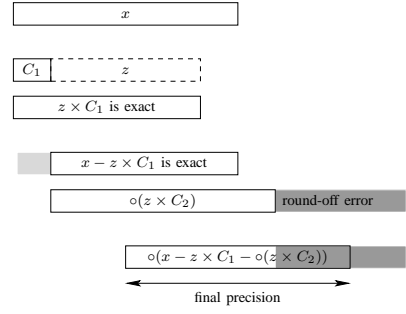 x
C₁ z
z × C₁ is exact
x − z × C₁ is exact
∘(z × C₂) round-off error
∘(x − z × C₁ − ∘(z × C₂))
final precision